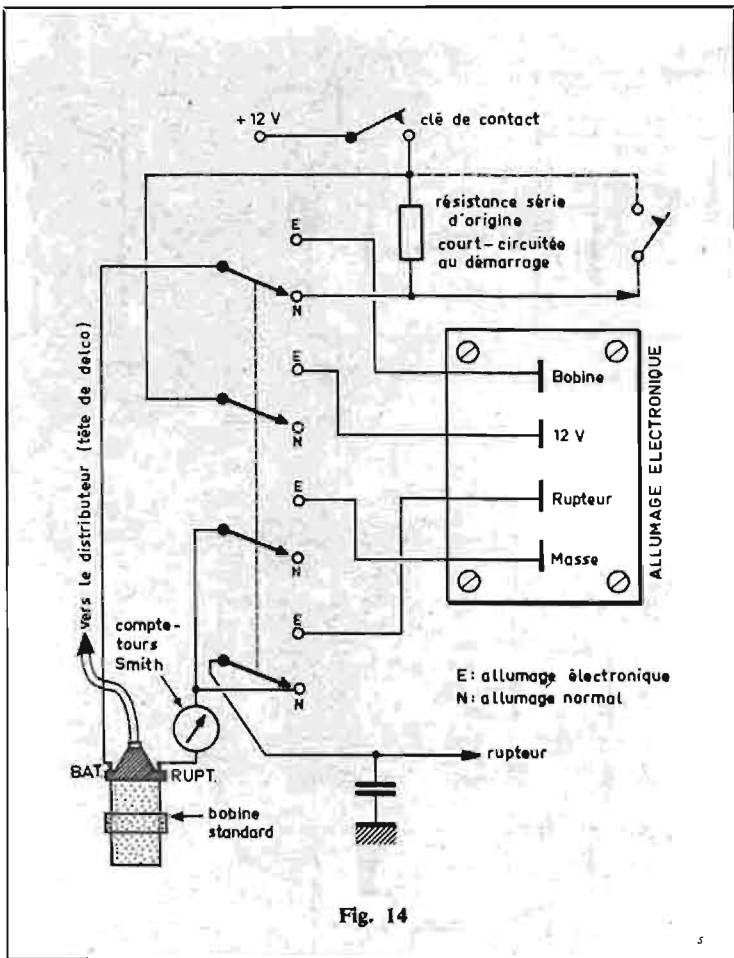 + 12 V
clé de contact
résistance série
d'origine
court-circuitée
au démarrage
E
N
E
N
E
N
E
N
Bobine
12 V
Rupteur
Masse
ALLUMAGE ELECTRONIQUE
vers le distributeur (tête de delco)
compte-
tours
Smith
E: allumage électronique
N: allumage normal
rupteur
BAT.
RUPT.
bobine
standard
Fig. 14
s